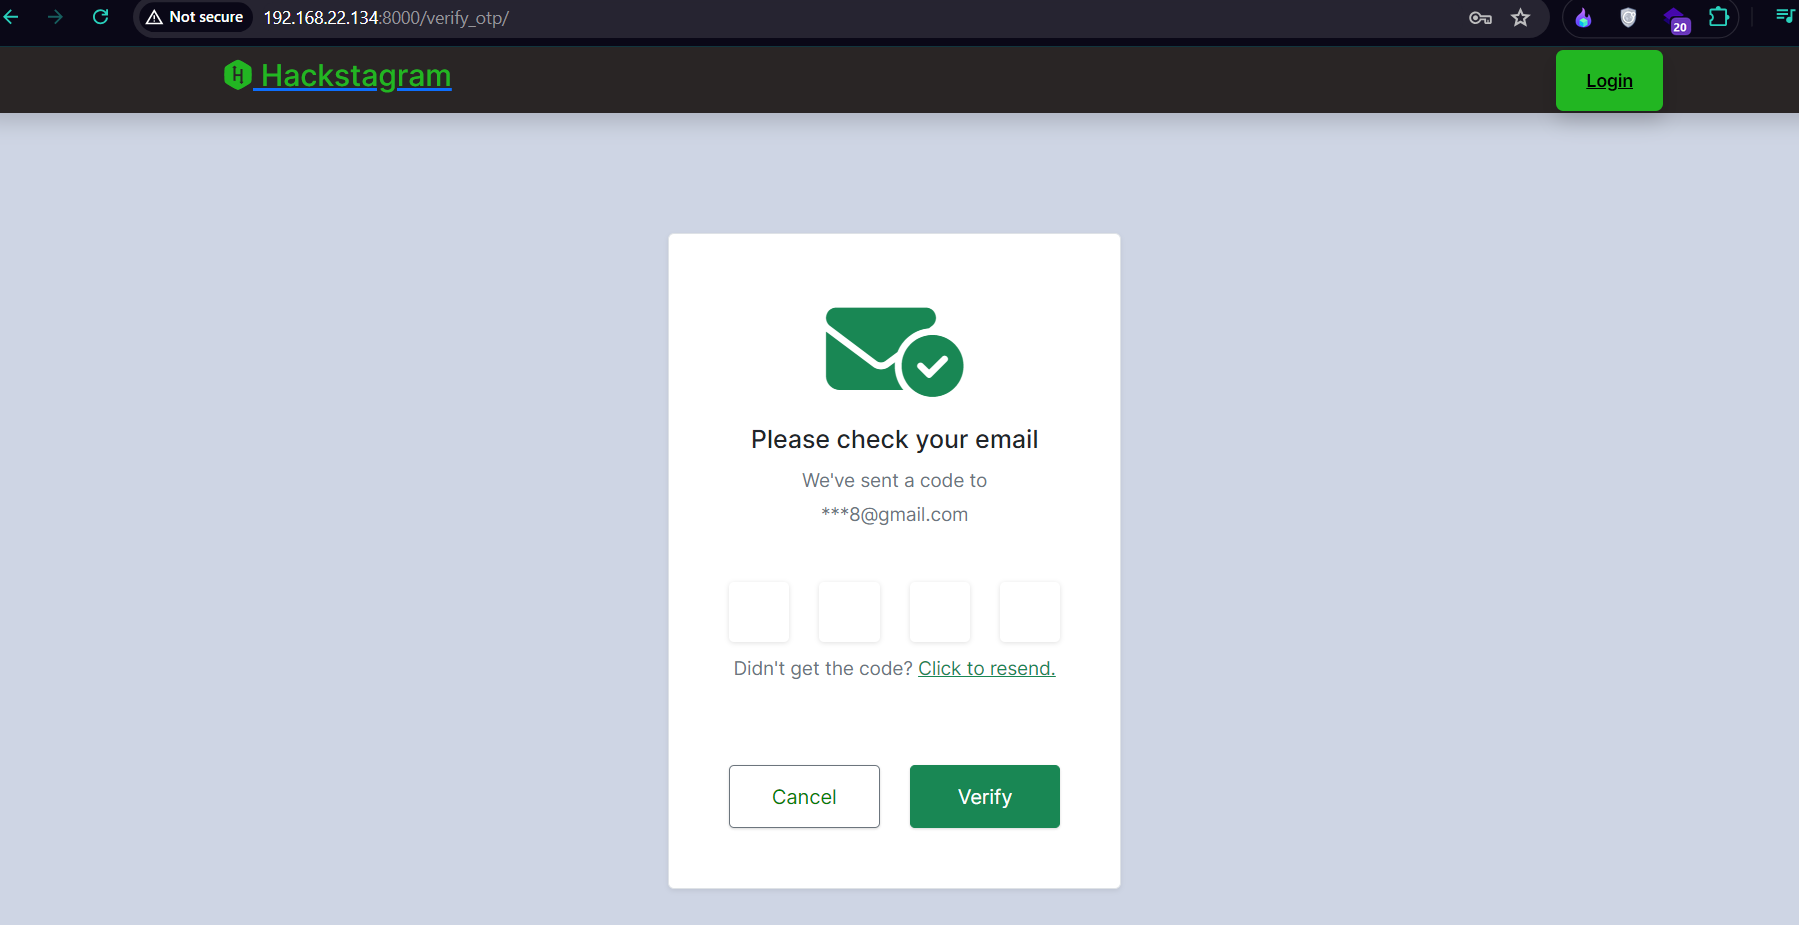 Not secure 192.168.22.134:8000/verify_otp/
20
Hackstagram
Login
Please check your email
We've sent a code to
***8@gmail.com
Didn't get the code? Click to resend.
Cancel
Verify